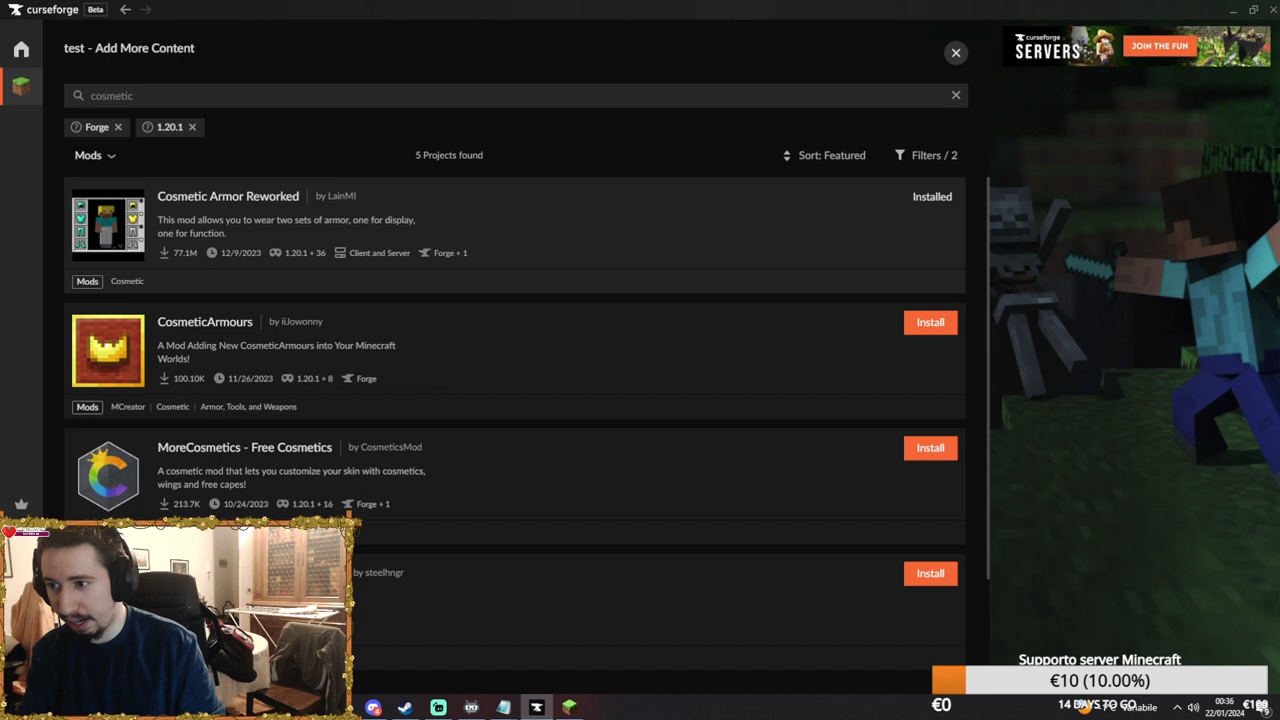 curseforge Beta
test - Add More Content
curseforge
SERVERS
JOIN THE FUN
cosmetic
Forge
1.20.1
Mods
5 Projects found
Sort: Featured
Filters / 2
Cosmetic Armor Reworked by LainMI
Installed
This mod allows you to wear two sets of armor, one for display,
one for function.
77.1M 12/9/2023 1.20.1 + 36 Client and Server Forge + 1
Mods Cosmetic
CosmeticArmours by iiJowonny
Install
A Mod Adding New CosmeticArmours into Your Minecraft
Worlds!
100.10K 11/26/2023 1.20.1 + 8 Forge
Mods MCreator Cosmetic Armor, Tools, and Weapons
MoreCosmetics - Free Cosmetics by CosmeticsMod
Install
A cosmetic mod that lets you customize your skin with cosmetics,
wings and free capes!
213.7K 10/24/2023 1.20.1 + 16 Forge + 1
by steelhngr
Install
Supporto server Minecraft
€10 (10.00%)
€0
14 DAYS TO GO
€100
00:36
22/01/2024